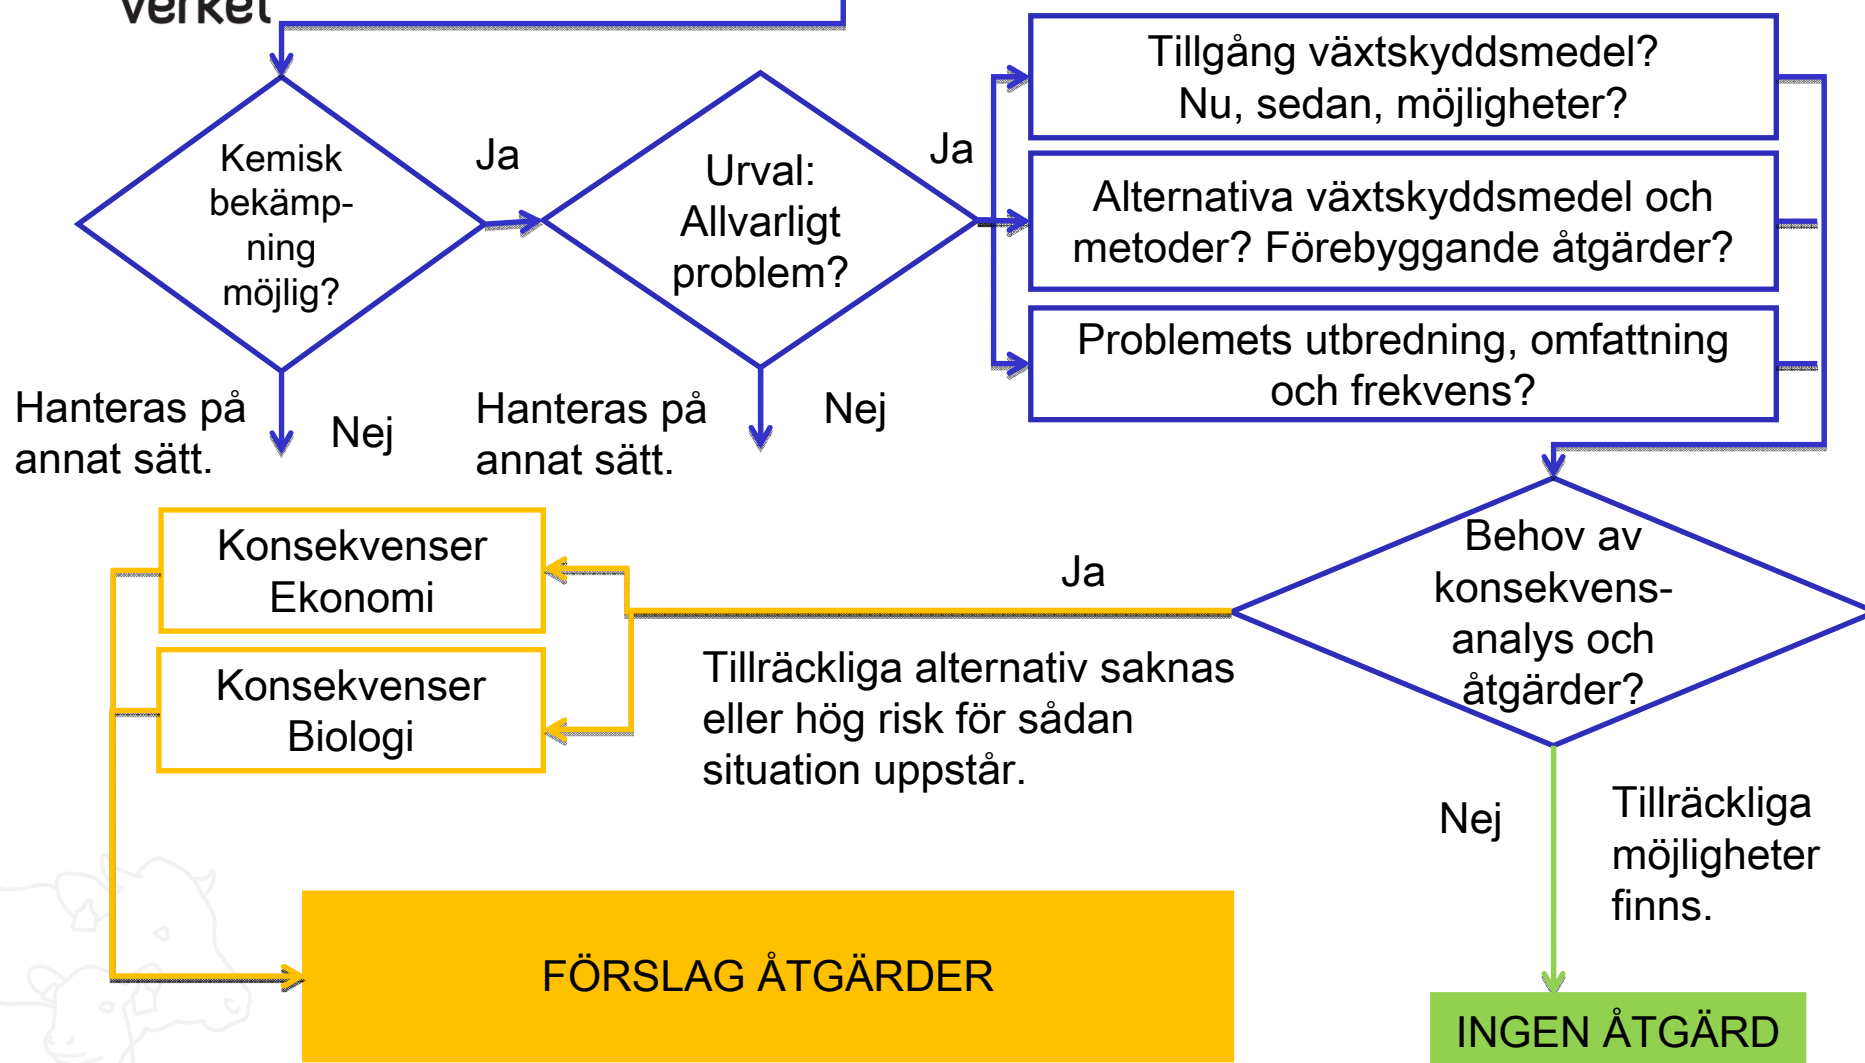 verket
Kemisk
bekämp-
ning
möjlig?
Ja
Urval:
Allvarligt
problem?
Ja
Tillgång växtskyddsmedel?
Nu, sedan, möjligheter?
Alternativa växtskyddsmedel och
metoder? Förebyggande åtgärder?
Problemets utbredning, omfattning
och frekvens?
Hanteras på
annat sätt.
Nej
Hanteras på
annat sätt.
Nej
Behov av
konsekvens-
analys och
åtgärder?
Ja
Tillräckliga alternativ saknas
eller hög risk för sådan
situation uppstår.
Konsekvenser
Ekonomi
Konsekvenser
Biologi
Nej
Tillräckliga
möjligheter
finns.
FÖRSLAG ÅTGÄRDER
INGEN ÅTGÄRD